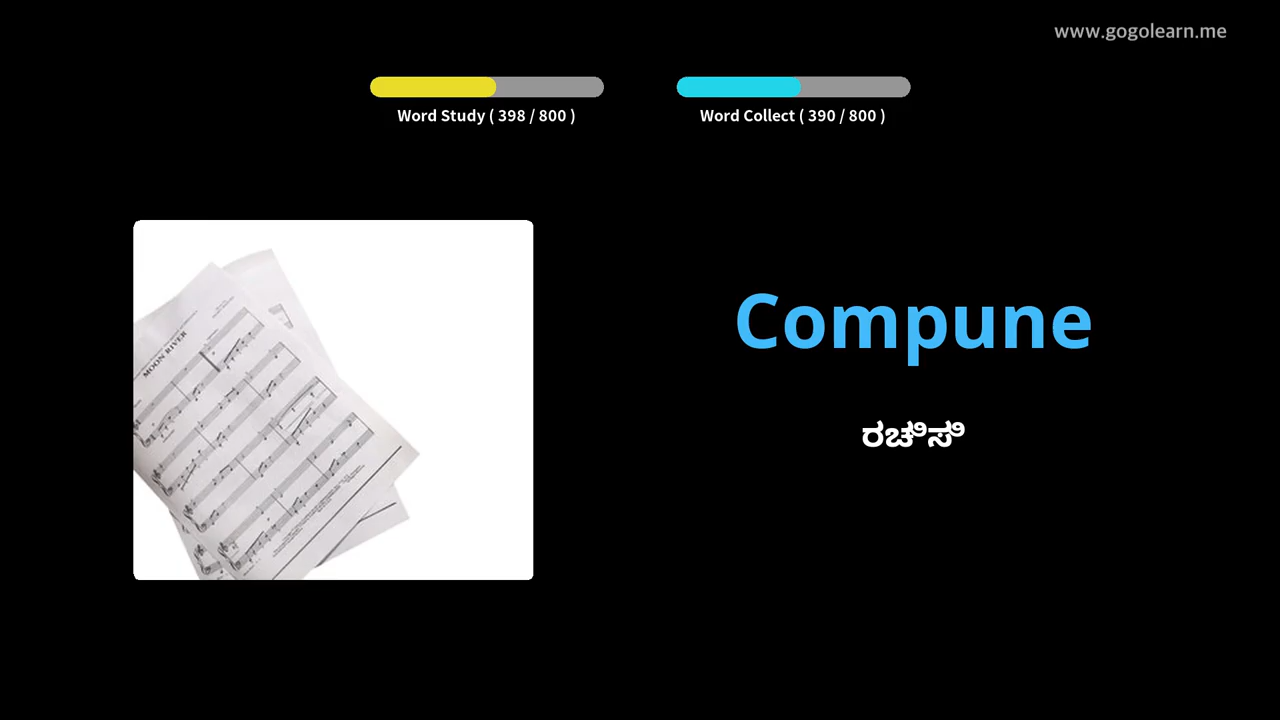 www.gogolearn.me
Word Study ( 398 / 800 )
Word Collect ( 390 / 800 )
MOON RIVER
Compune
ರಚಿಸಿ